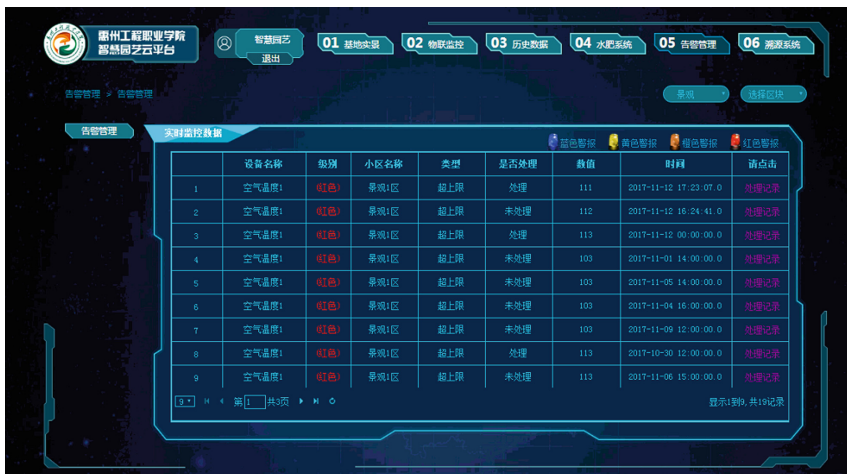 惠州工程职业学院
智慧园艺云平台
智慧园艺
退出
01 基地实景
02 物联监控
03 历史数据
04 水肥系统
05 告警管理
06 溯源系统
告警管理 > 告警管理
景观
选择区块
告警管理
实时监控数据
蓝色警报 黄色警报 橙色警报 红色警报
设备名称 级别 小区名称 类型 是否处理 数值 时间 请点击
1 空气温度1 (红色) 景观1区 超上限 处理 111 2017-11-12 17:23:07.0 处理记录
2 空气温度1 (红色) 景观1区 超上限 未处理 112 2017-11-12 16:24:41.0 处理记录
3 空气温度1 (红色) 景观1区 超上限 处理 113 2017-11-12 00:00:00.0 处理记录
4 空气温度1 (红色) 景观1区 超上限 未处理 103 2017-11-01 14:00:00.0 处理记录
5 空气温度1 (红色) 景观1区 超上限 未处理 103 2017-11-05 14:00:00.0 处理记录
6 空气温度1 (红色) 景观1区 超上限 未处理 103 2017-11-04 16:00:00.0 处理记录
7 空气温度1 (红色) 景观1区 超上限 未处理 103 2017-11-09 12:00:00.0 处理记录
8 空气温度1 (红色) 景观1区 超上限 处理 113 2017-10-30 12:00:00.0 处理记录
9 空气温度1 (红色) 景观1区 超上限 未处理 113 2017-11-06 15:00:00.0 处理记录
9 第1 共3页 显示1到9,共19记录